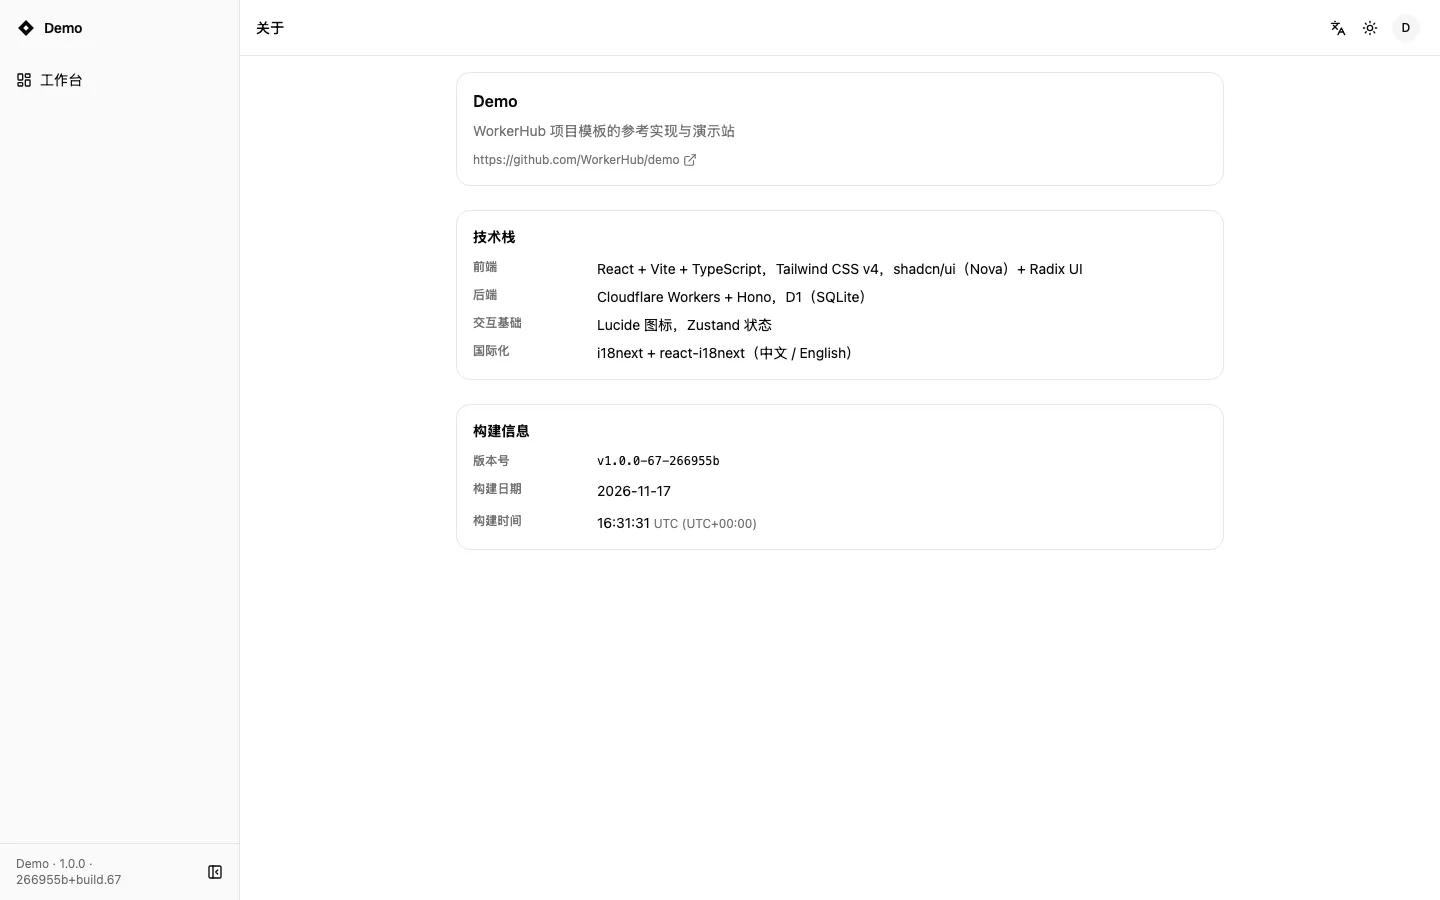 Demo
工作台
关于
D
Demo
WorkerHub 项目模板的参考实现与演示站
https://github.com/WorkerHub/demo
技术栈
前端 React + Vite + TypeScript，Tailwind CSS v4，shadcn/ui（Nova）+ Radix UI
后端 Cloudflare Workers + Hono，D1（SQLite）
交互基础 Lucide 图标，Zustand 状态
国际化 i18next + react-i18next（中文 / English）
构建信息
版本号 v1.0.0-67-266955b
构建日期 2026-11-17
构建时间 16:31:31 UTC (UTC+00:00)
Demo · 1.0.0 ·
266955b+build.67